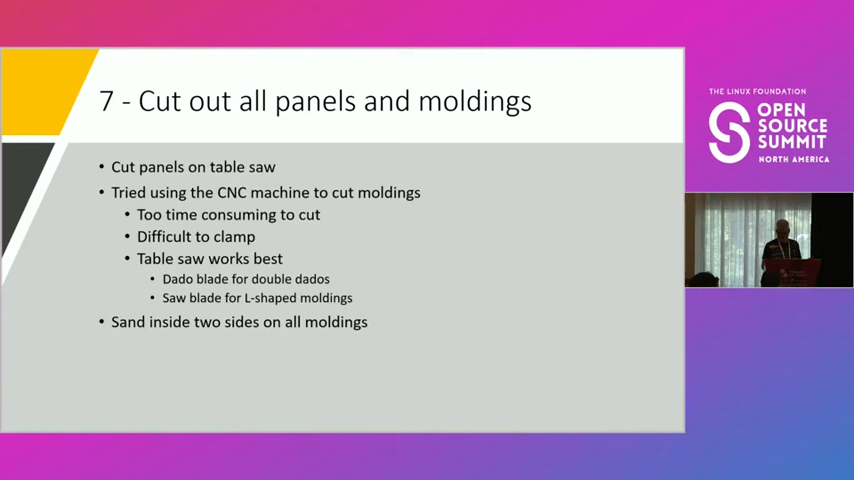 7 - Cut out all panels and moldings
• Cut panels on table saw
• Tried using the CNC machine to cut moldings
• Too time consuming to cut
• Difficult to clamp
• Table saw works best
• Dado blade for double dados
• Saw blade for L-shaped moldings
• Sand inside two sides on all moldings
THE LINUX FOUNDATION
OPEN
SOURCE
SUMMIT
NORTH AMERICA